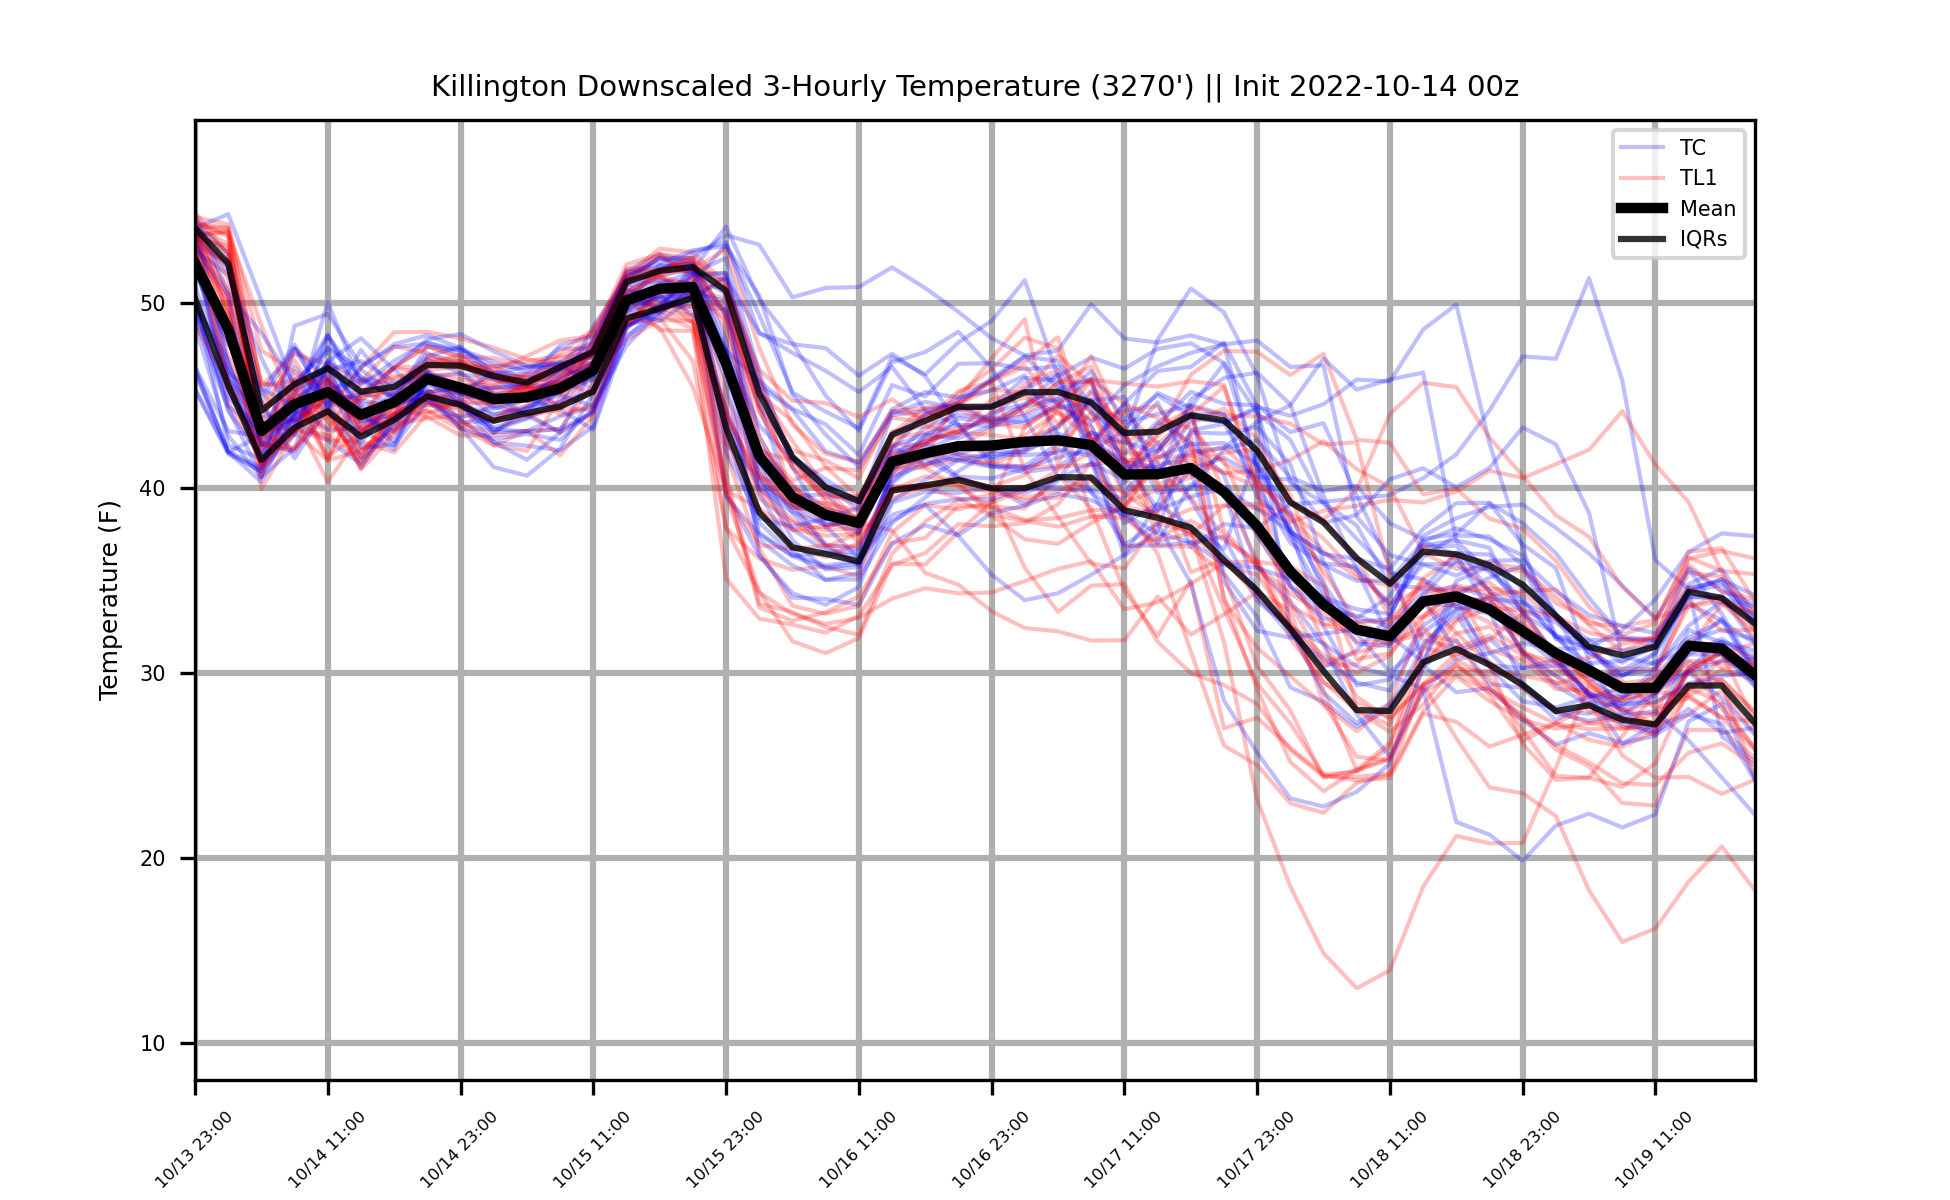 Killington Downscaled 3-Hourly Temperature (3270') || Init 2022-10-14 00z
TC
TL1
Mean
IQRs
Temperature (F)
50
40
30
20
10
10/13 23:00
10/14 11:00
10/14 23:00
10/15 11:00
10/15 23:00
10/16 11:00
10/16 23:00
10/17 11:00
10/17 23:00
10/18 11:00
10/18 23:00
10/19 11:00